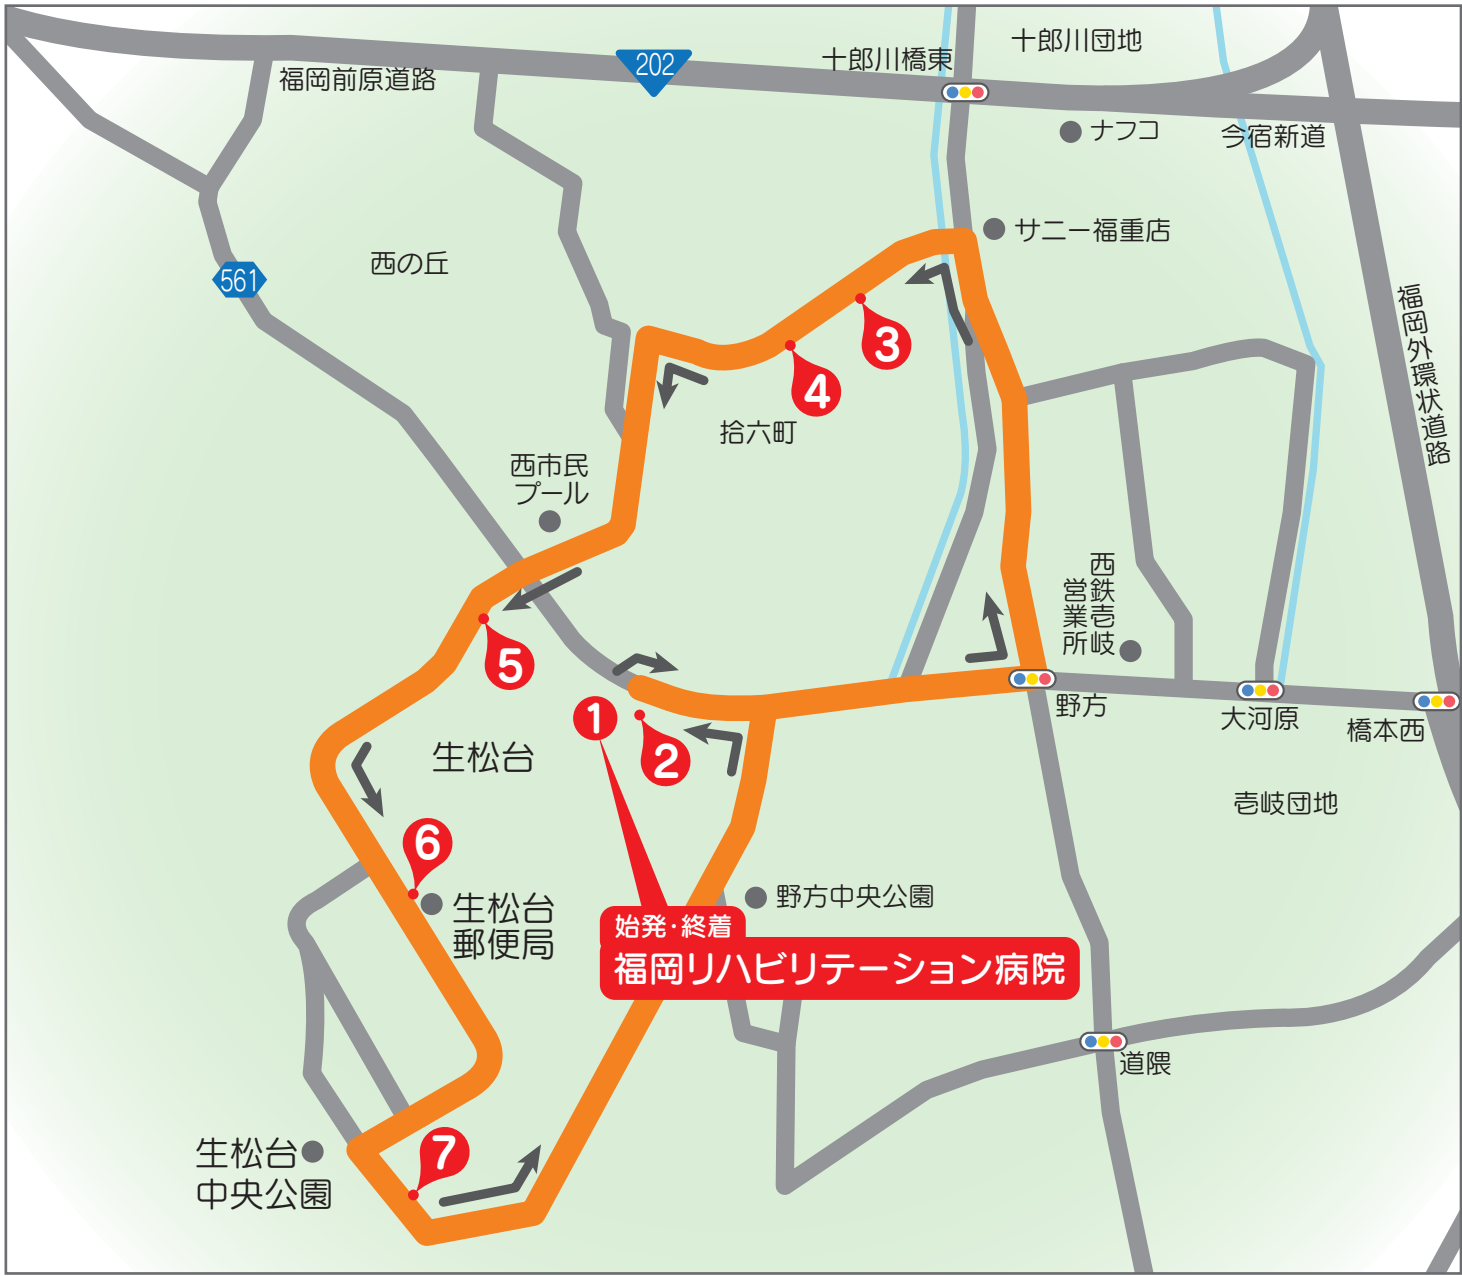 十郎川団地
十郎川橋東
202
福岡前原道路
ナフコ
今宿新道
サニー福重店
西の丘
561
福岡外環状道路
3
4
拾六町
西市民
プール
西鉄壱岐
営業所
5
野方
大河原
橋本西
1
2
生松台
壱岐団地
6
生松台
郵便局
野方中央公園
始発・終着
福岡リハビリテーション病院
道隈
7
生松台
中央公園